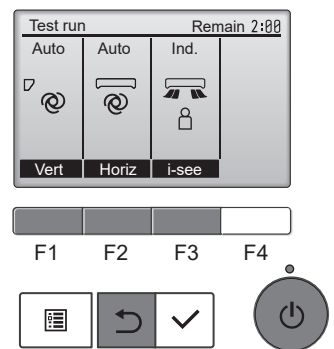 Test run Remain 2:00
Auto Auto Ind.
Vert Horiz i-see
F1 F2 F3 F4